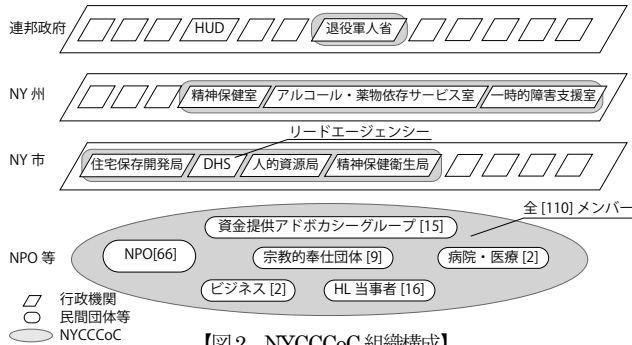 連邦政府 HUD 退役軍人省
NY 州 精神保健室 アルコール・薬物依存サービス室 一時的障害支援室
リードエージェンシー
NY 市 住宅保存開発局 DHS 人的資源局 精神保健衛生局
全 [110] メンバー
資金提供アドボカシーグループ [15]
NPO 等 NPO[66] 宗教的奉仕団体 [9] 病院・医療 [2]
ビジネス [2] HL 当事者 [16]
行政機関
民間団体等
NYCCCoC
【図2 NYCCCoC 組織構成】